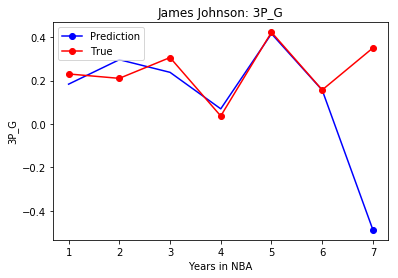 James Johnson: 3P_G
Prediction
True
3P_G
0.4
0.2
0.0
−0.2
−0.4
1 2 3 4 5 6 7
Years in NBA